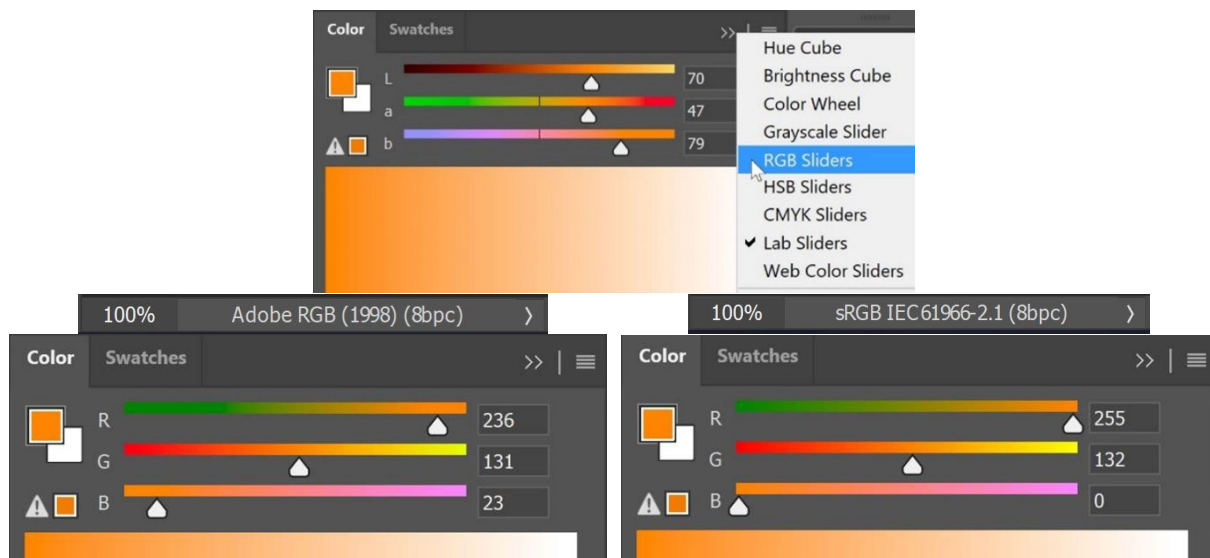 Color Swatches >> |
L 70
a 47
b 79
Hue Cube
Brightness Cube
Color Wheel
Grayscale Slider
RGB Sliders
HSB Sliders
CMYK Sliders
Lab Sliders
Web Color Sliders
100% Adobe RGB (1998) (8bpc) >
Color Swatches >> |
R 236
G 131
B 23
100% sRGB IEC61966-2.1 (8bpc) >
Color Swatches >> |
R 255
G 132
B 0